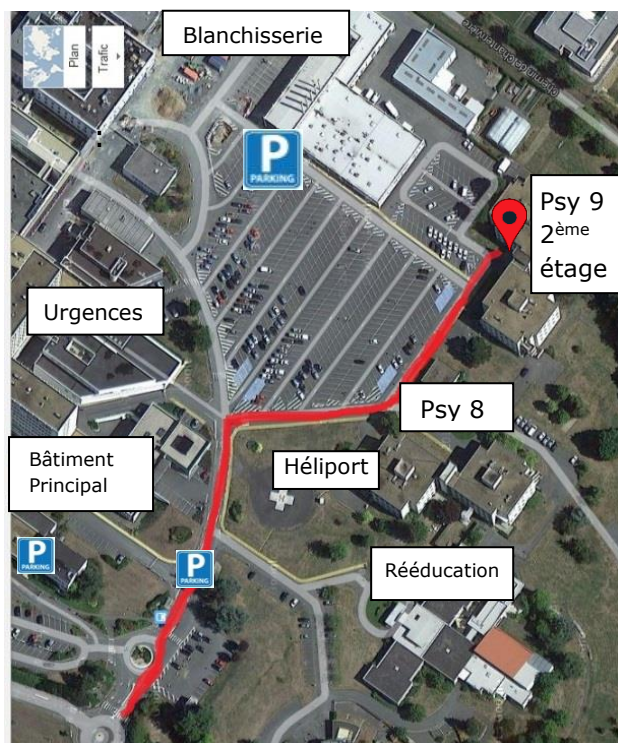 Blanchisserie
Plan
Trafic
P
PARKING
Psy 9
2ème
étage
Urgences
Psy 8
Bâtiment
Principal
Héliport
P
PARKING
P
PARKING
Rééducation